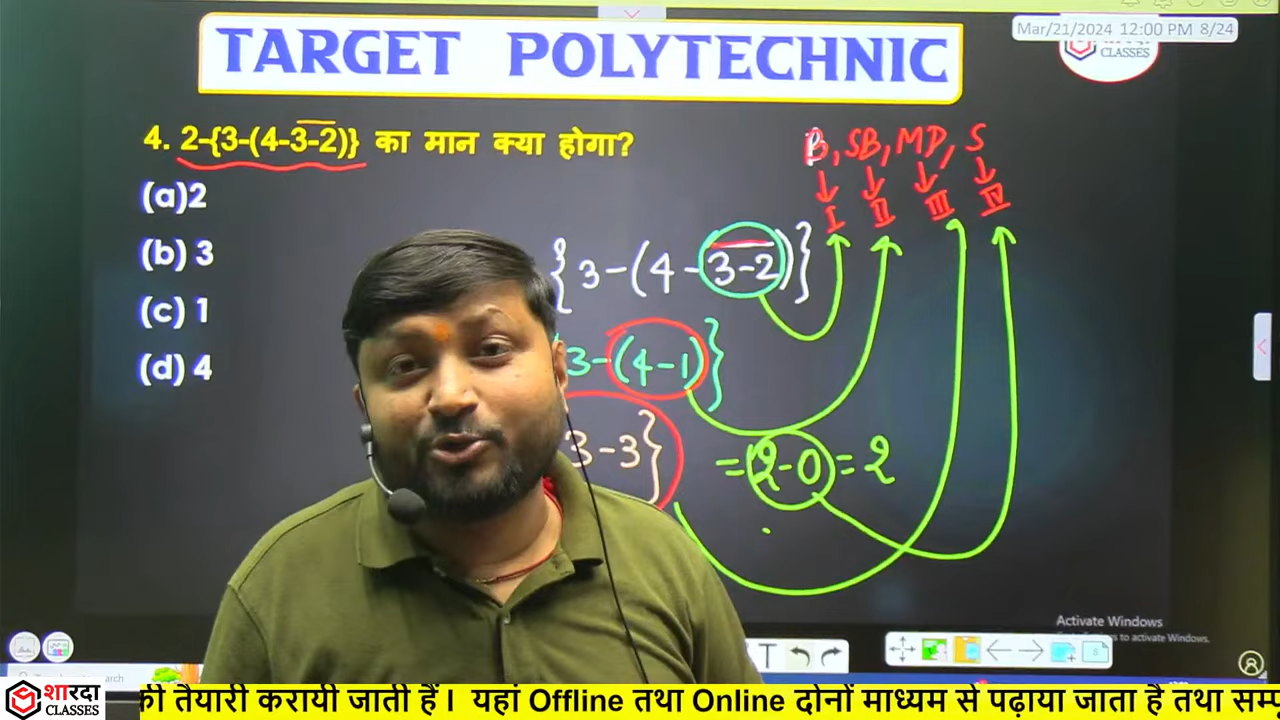 Mar/21/2024 12:00 PM 8/24
TARGET POLYTECHNIC
CLASSES
4. 2-{3-(4-3̅-̅2̅)} का मान क्या होगा?
(a)2
(b) 3
(c) 1
(d) 4
B, SB, MD, S
I II III IV
{3-(4-3̅-̅2̅)}
3-(4-1)}
3-3}
=2-0=2
Activate Windows
to activate Windows.
T
8
search
शारदा
CLASSES
की तैयारी करायी जाती हैं I यहां Offline तथा Online दोनों माध्यम से पढ़ाया जाता है तथा सम्पू